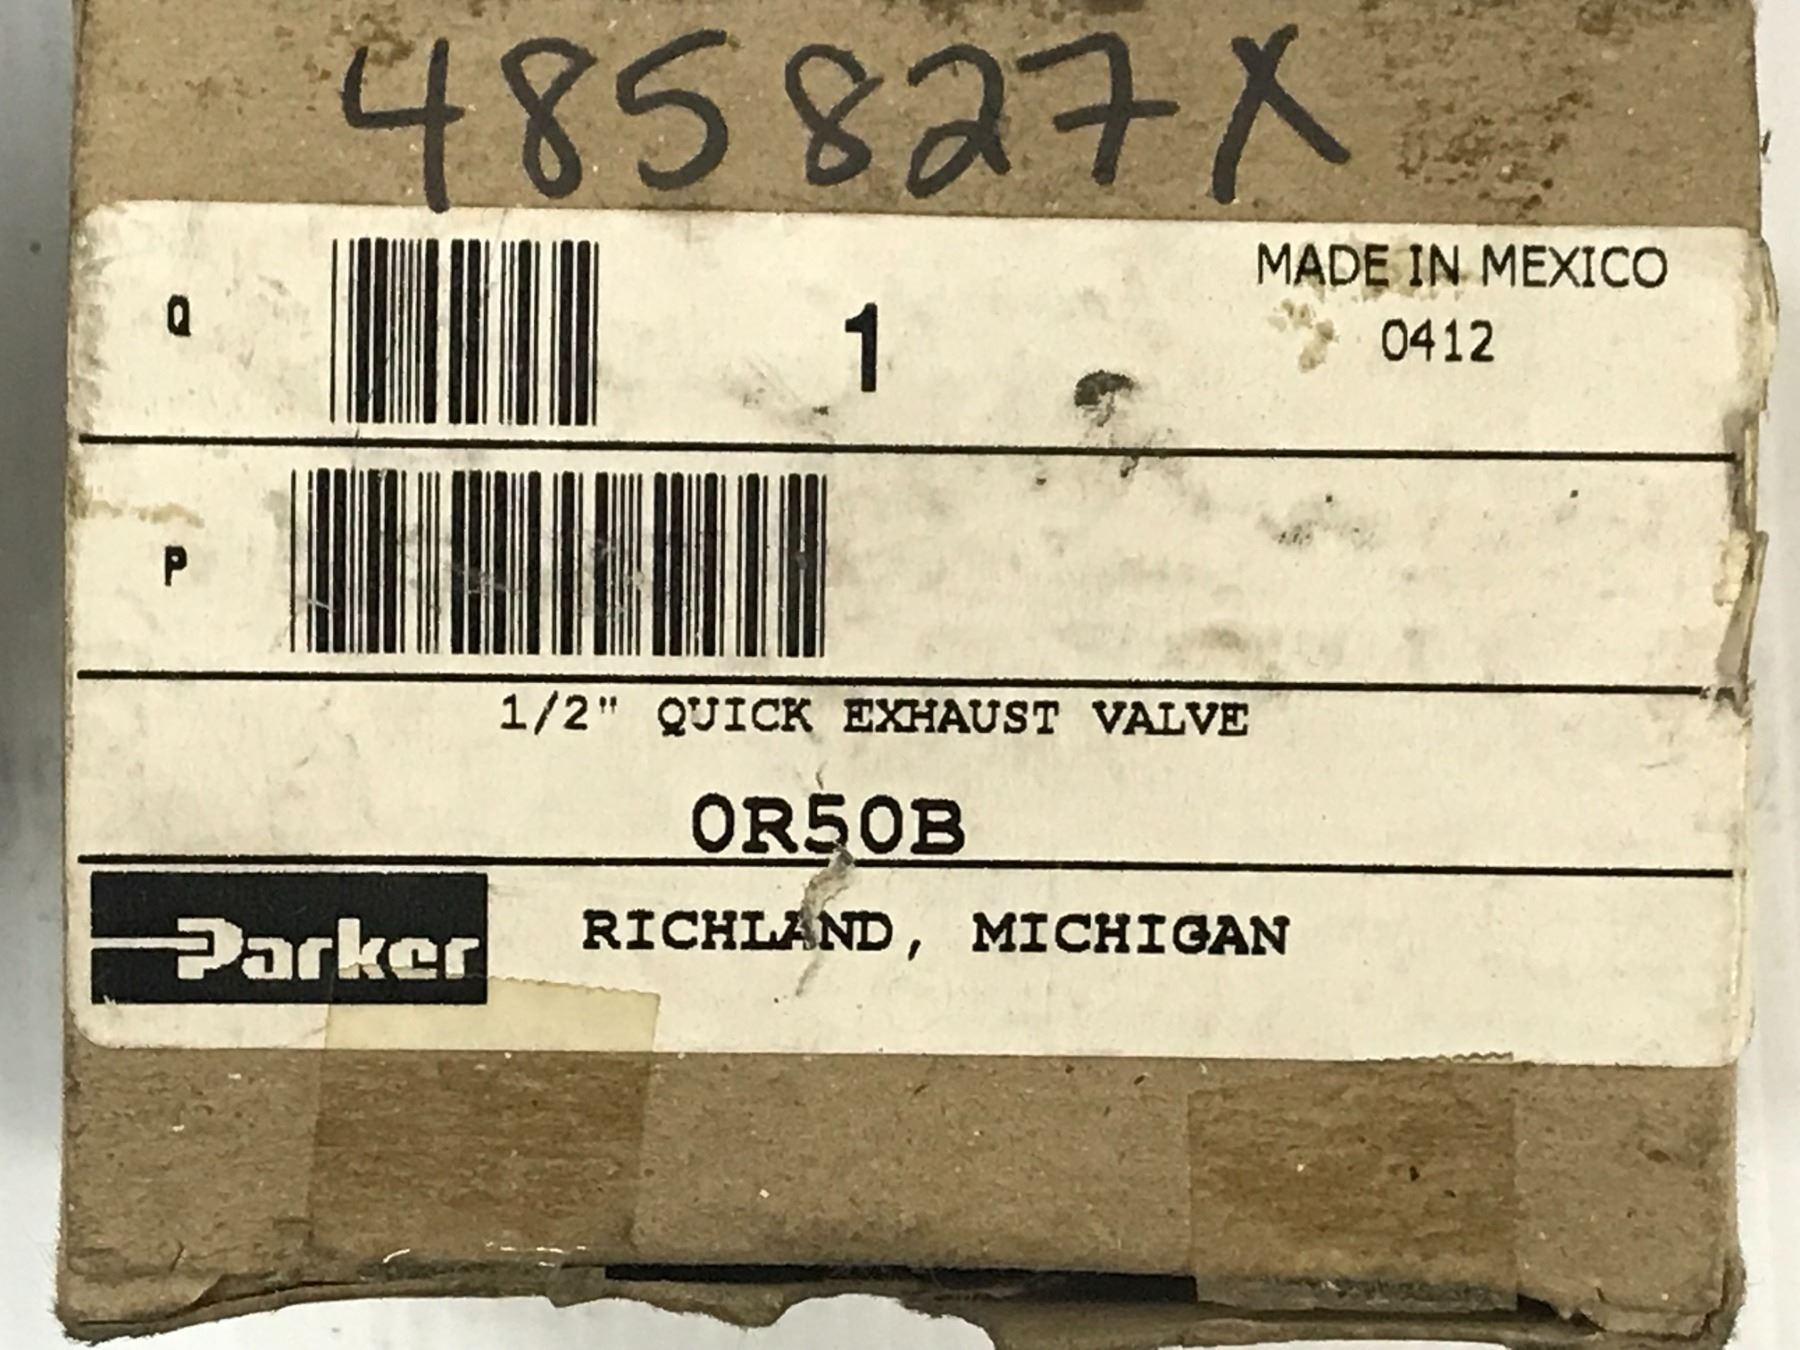 485827X
Q 1 MADE IN MEXICO
0412
P
1/2" QUICK EXHAUST VALVE
0R50B
Parker RICHLAND, MICHIGAN